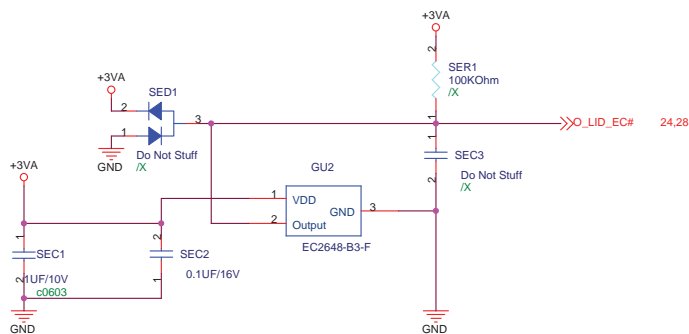 +3VA
2
SER1
100KOhm
/X
1
+3VA
SED1
2
3
1
O_LID_EC# 24,28
GND
Do Not Stuff
/X
1
SEC3
2
Do Not Stuff
/X
+3VA
GU2
1 VDD
GND 3
2 Output
EC2648-B3-F
1
SEC1
2
1UF/10V
c0603
2
SEC2
1
0.1UF/16V
GND
GND